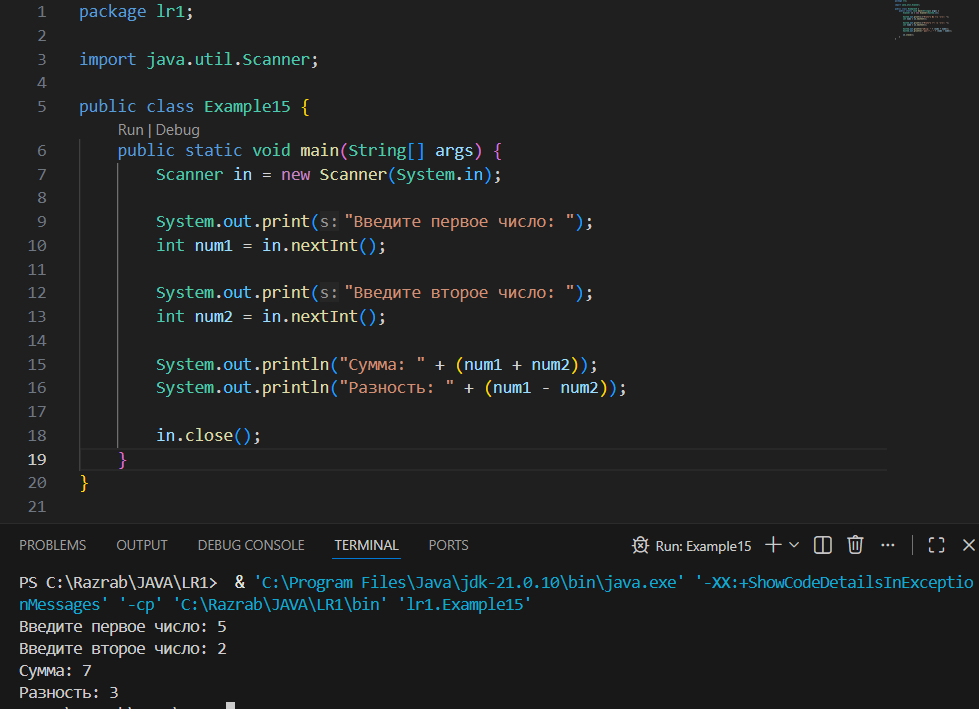 1 package lr1;
2
3 import java.util.Scanner;
4
5 public class Example15 {
Run | Debug
6 public static void main(String[] args) {
7 Scanner in = new Scanner(System.in);
8
9 System.out.print(s: "Введите первое число: ");
10 int num1 = in.nextInt();
11
12 System.out.print(s: "Введите второе число: ");
13 int num2 = in.nextInt();
14
15 System.out.println("Сумма: " + (num1 + num2));
16 System.out.println("Разность: " + (num1 - num2));
17
18 in.close();
19 }
20 }
21
PROBLEMS OUTPUT DEBUG CONSOLE TERMINAL PORTS Run: Example15
PS C:\Razrab\JAVA\LR1> & 'C:\Program Files\Java\jdk-21.0.10\bin\java.exe' '-XX:+ShowCodeDetailsInExceptio
nMessages' '-cp' 'C:\Razrab\JAVA\LR1\bin' 'lr1.Example15'
Введите первое число: 5
Введите второе число: 2
Сумма: 7
Разность: 3